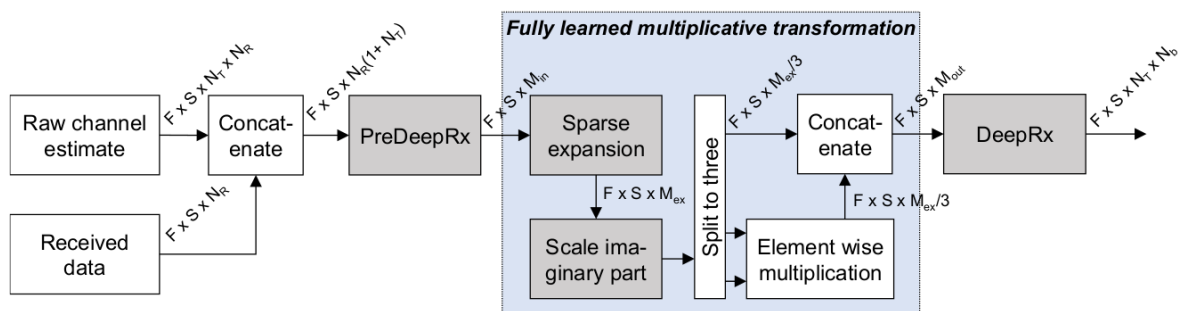 Fully learned multiplicative transformation
Raw channel
estimate
F x S x N_T x N_R
Received
data
F x S x N_R
Concat-
enate
F x S x N_R(1+ N_T)
PreDeepRx
F x S x M_in
Sparse
expansion
F x S x M_ex
Scale ima-
ginary part
Split to three
F x S x M_ex/3
Element wise
multiplication
F x S x M_ex/3
Concat-
enate
F x S x M_out
DeepRx
F x S x N_T x N_b